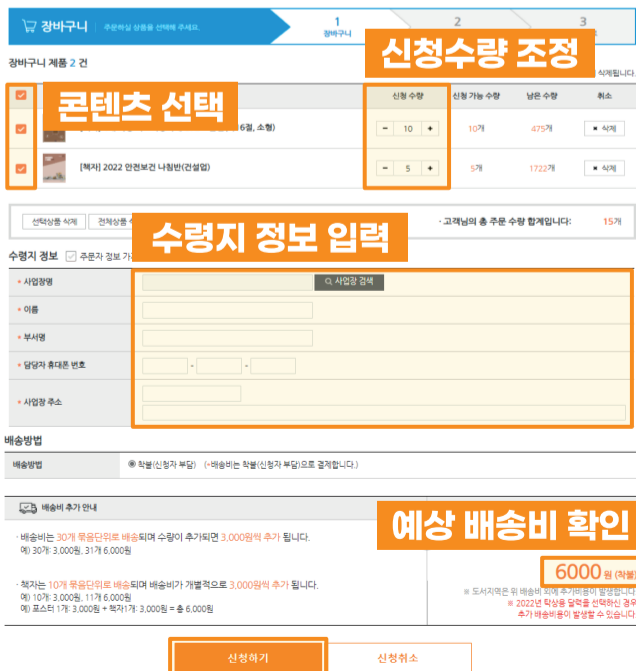 장바구니 주문하실 상품을 선택해 주세요.
1 2 3
장바구니
신청수량 조정
장바구니 제품 2 건
삭제됩니다.
콘텐츠 선택
신청 수량 신청 가능 수량 남은 수량 취소
6절, 소형)
- 10 + 10개 475개 × 삭제
[책자] 2022 안전보건 나침반(건설업)
- 5 + 5개 1722개 × 삭제
선택상품 삭제 전체상품
· 고객님의 총 주문 수량 합계입니다: 15개
수령지 정보 입력
수령지 정보 주문자 정보
• 사업장명 사업장 검색
• 이름
• 부서명
• 담당자 휴대폰 번호 - -
• 사업장 주소
배송방법
배송방법 착불(신청자 부담) (*배송비는 착불(신청자 부담)으로 결제합니다.)
배송비 추가 안내
예상 배송비 확인
· 배송비는 30개 묶음단위로 배송되며 수량이 추가되면 3,000원씩 추가 됩니다.
예) 30개: 3,000원, 31개 6,000원
· 책자는 10개 묶음단위로 배송되며 배송비가 개별적으로 3,000원씩 추가 됩니다.
예) 10개: 3,000원, 11개 6,000원
예) 포스터 1개: 3,000원 + 책자1개: 3,000원 = 총 6,000원
6000 원 (착불)
※ 도서지역은 위 배송비 외에 추가비용이 발생합니다
※ 2022년 탁상용 달력을 선택하신 경우
추가 배송비용이 발생할 수 있습니다
신청하기 신청취소